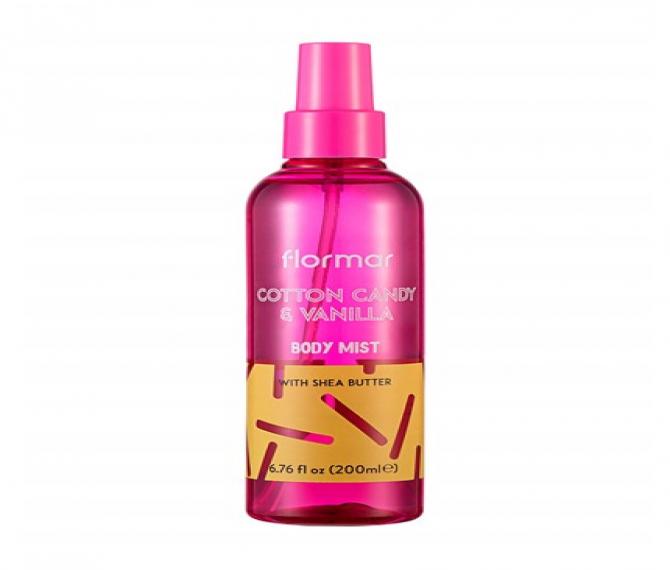 flormar
COTTON CANDY
& VANILLA
BODY MIST
WITH SHEA BUTTER
6.76 fl oz (200ml℮)